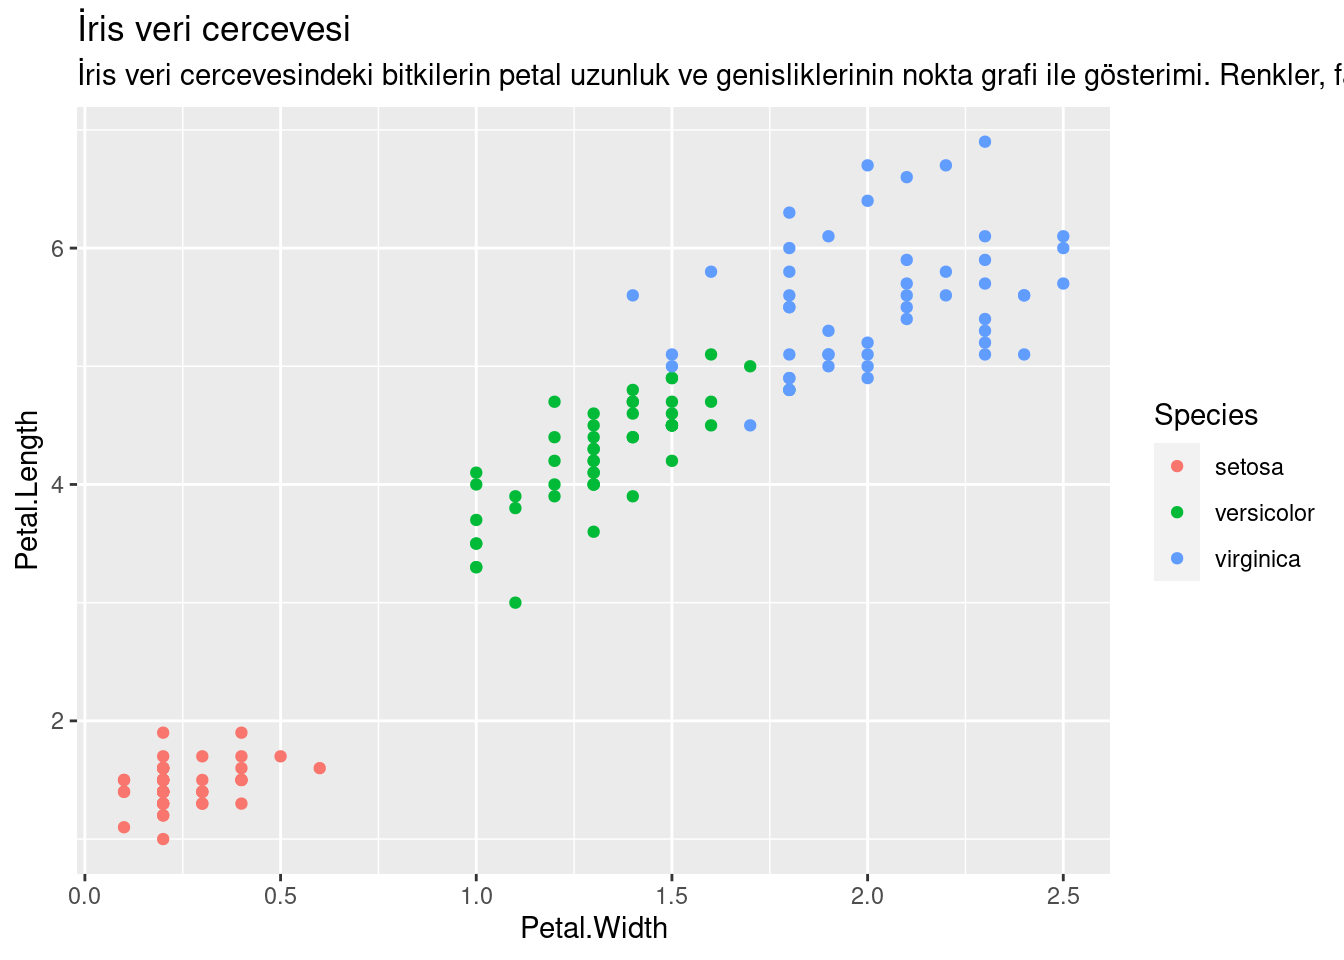 İris veri cercevesi
İris veri cercevesindeki bitkilerin petal uzunluk ve genisliklerinin nokta grafi ile gösterimi. Renkler,
Petal.Length
6
4
2
0.0 0.5 1.0 1.5 2.0 2.5
Petal.Width
Species
setosa
versicolor
virginica